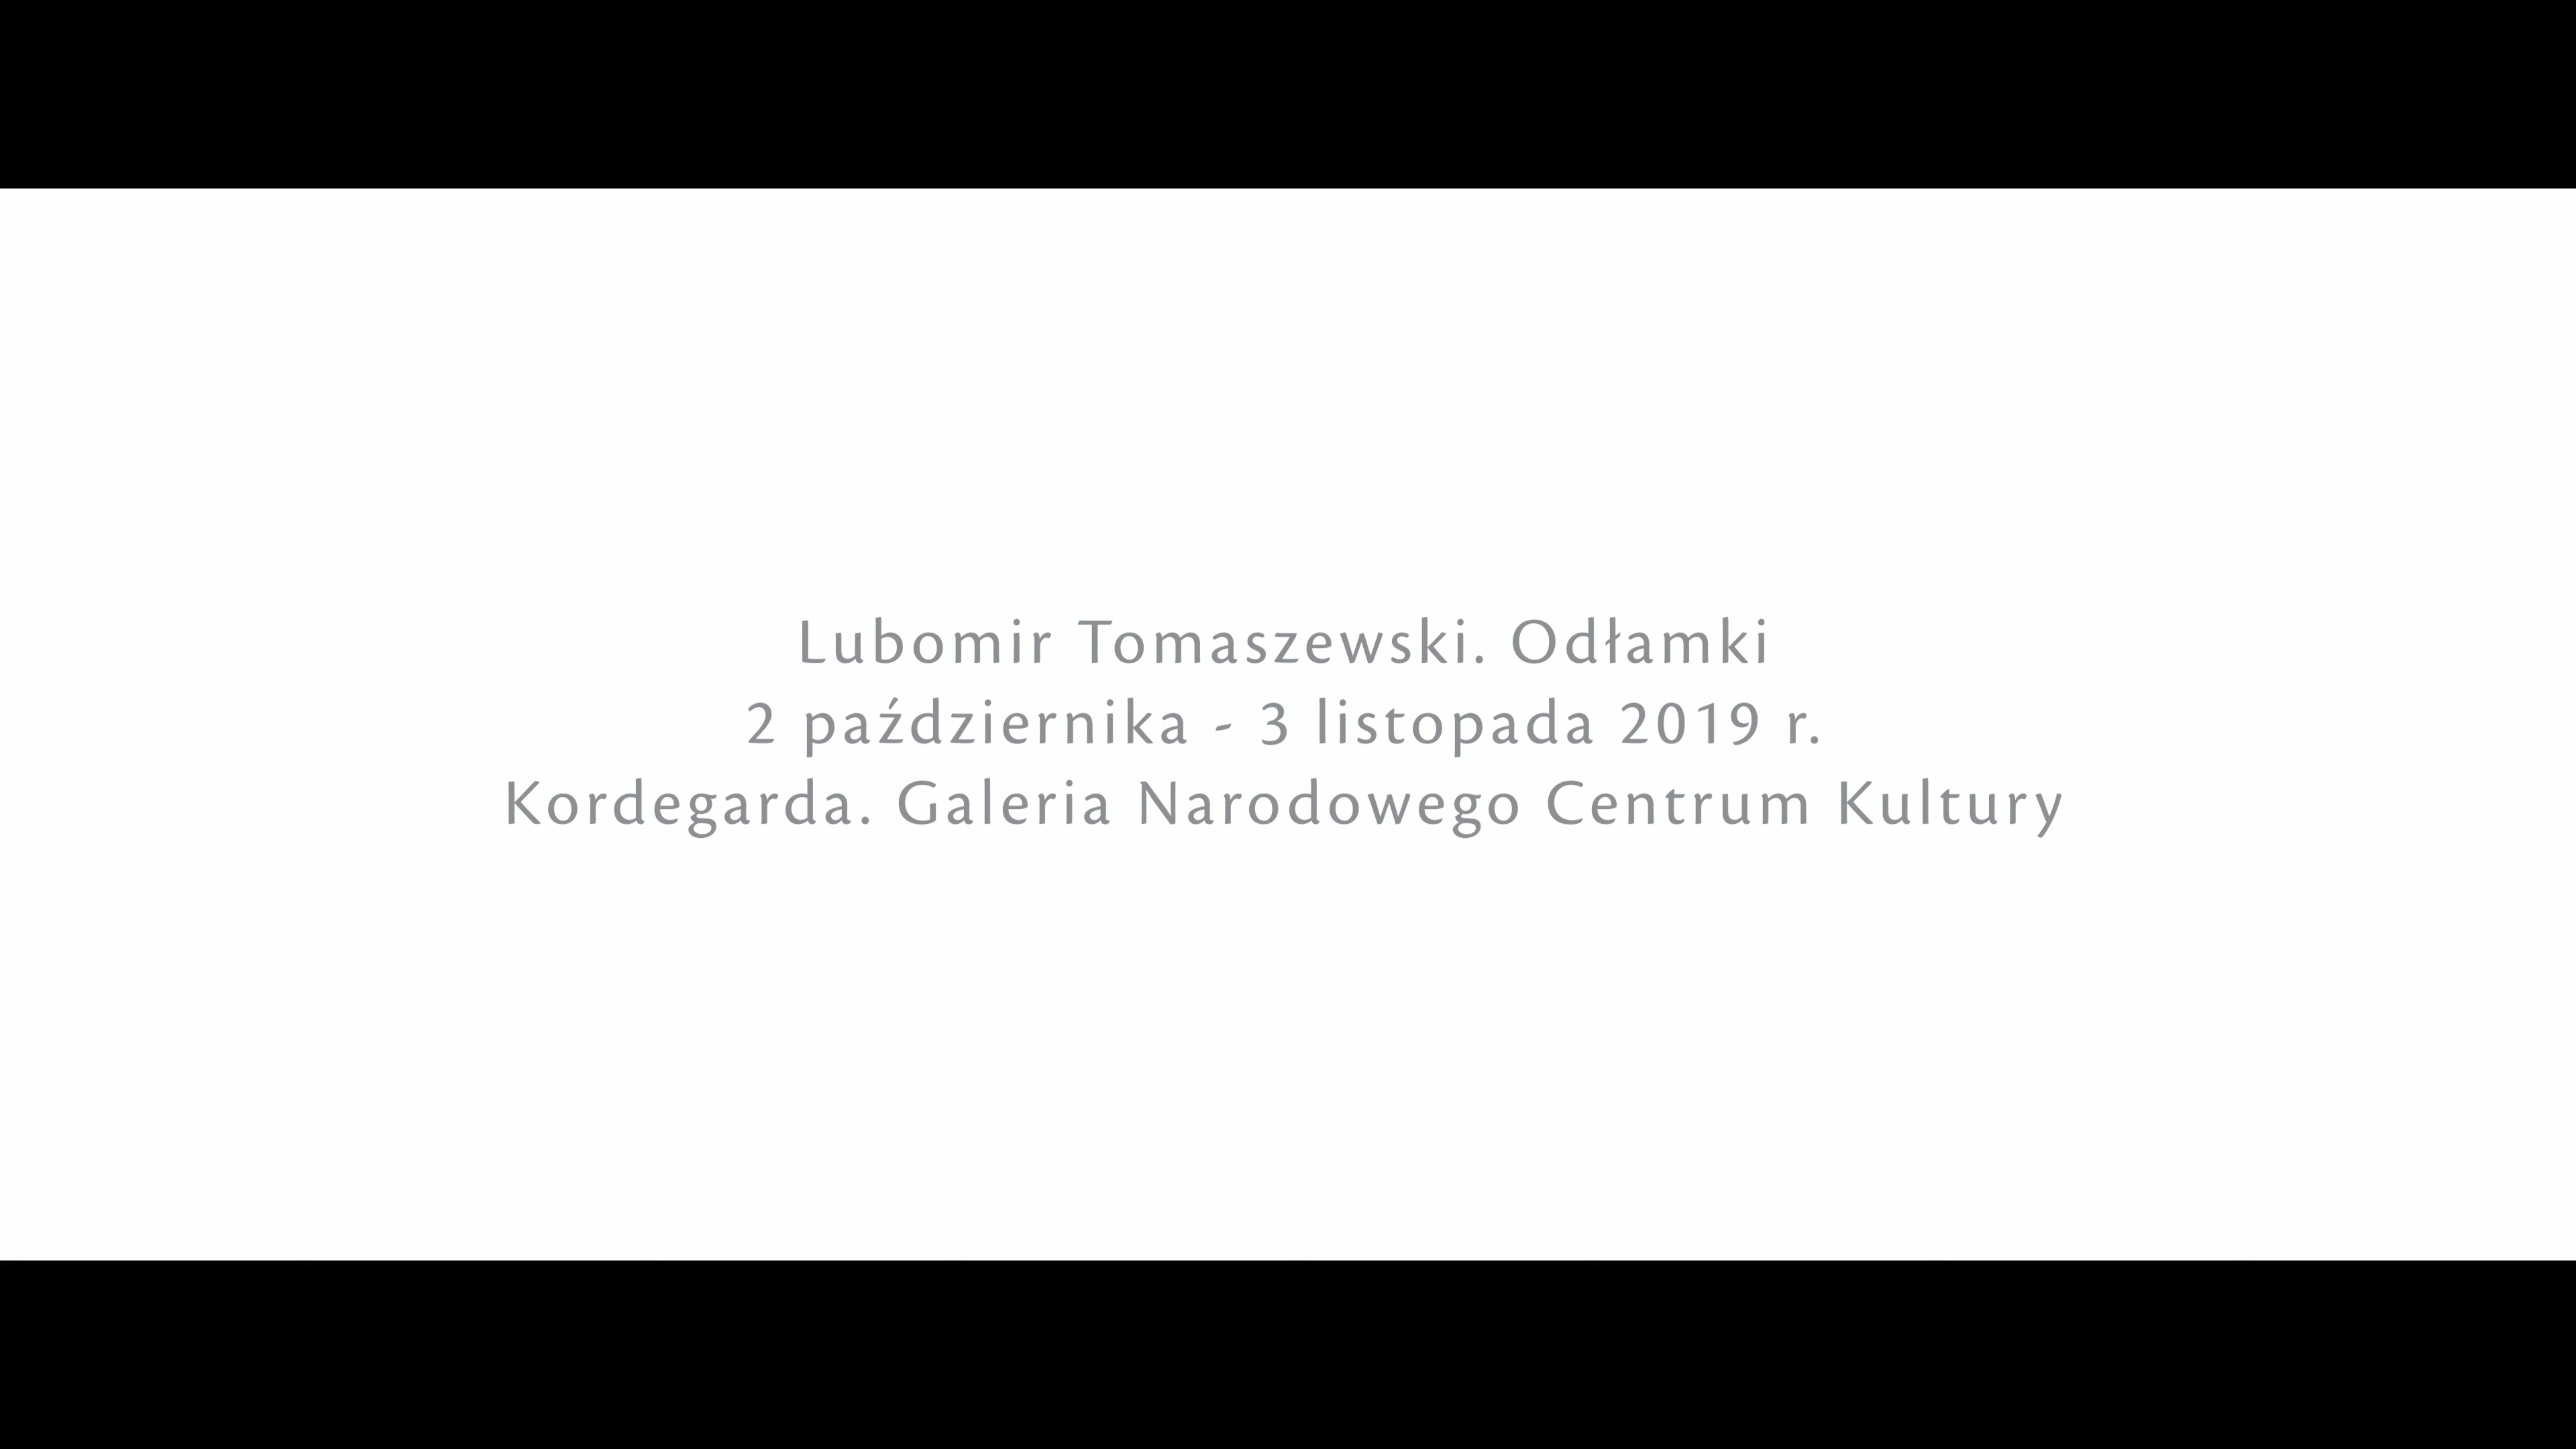 Lubomir Tomaszewski. Odłamki
2 października - 3 listopada 2019 r.
Kordegarda. Galeria Narodowego Centrum Kultury